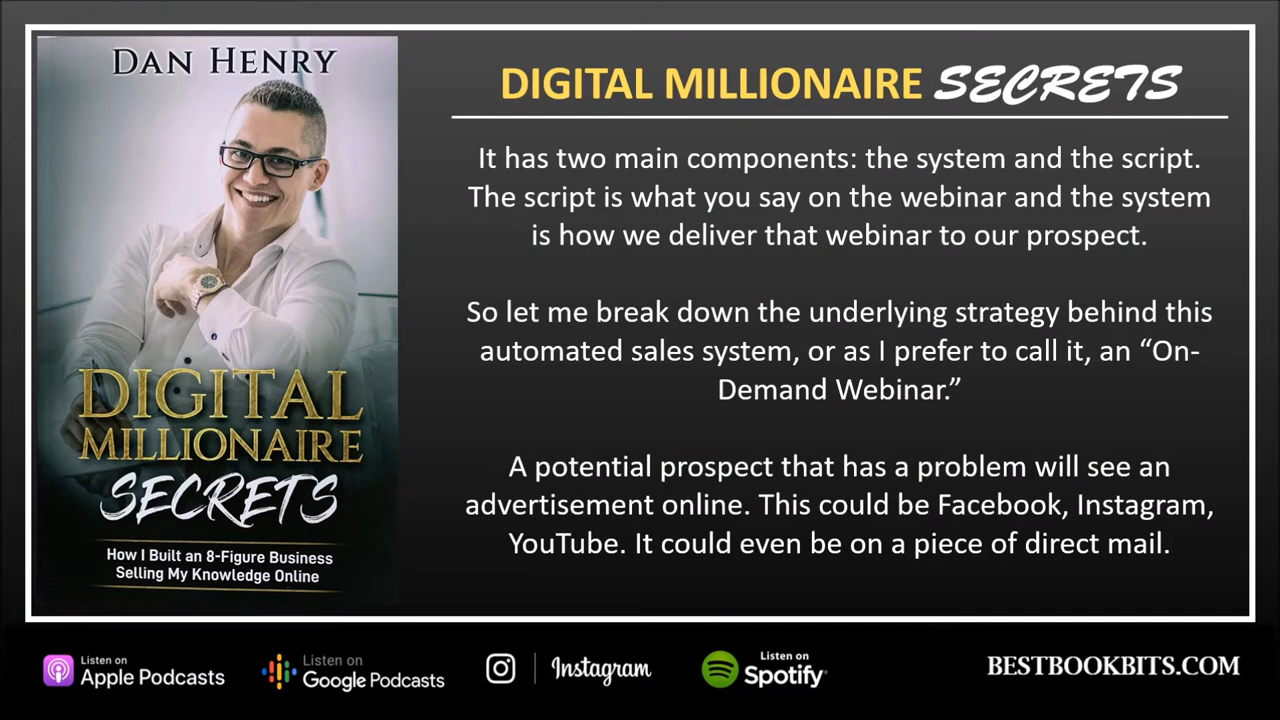 DAN HENRY
DIGITAL
MILLIONAIRE
SECRETS
How I Built an 8-Figure Business
Selling My Knowledge Online
DIGITAL MILLIONAIRE SECRETS
It has two main components: the system and the script.
The script is what you say on the webinar and the system
is how we deliver that webinar to our prospect.
So let me break down the underlying strategy behind this
automated sales system, or as I prefer to call it, an “On-
Demand Webinar.”
A potential prospect that has a problem will see an
advertisement online. This could be Facebook, Instagram,
YouTube. It could even be on a piece of direct mail.
Listen on
Apple Podcasts
Listen on
Google Podcasts
Instagram
Listen on
Spotify
BESTBOOKBITS.COM